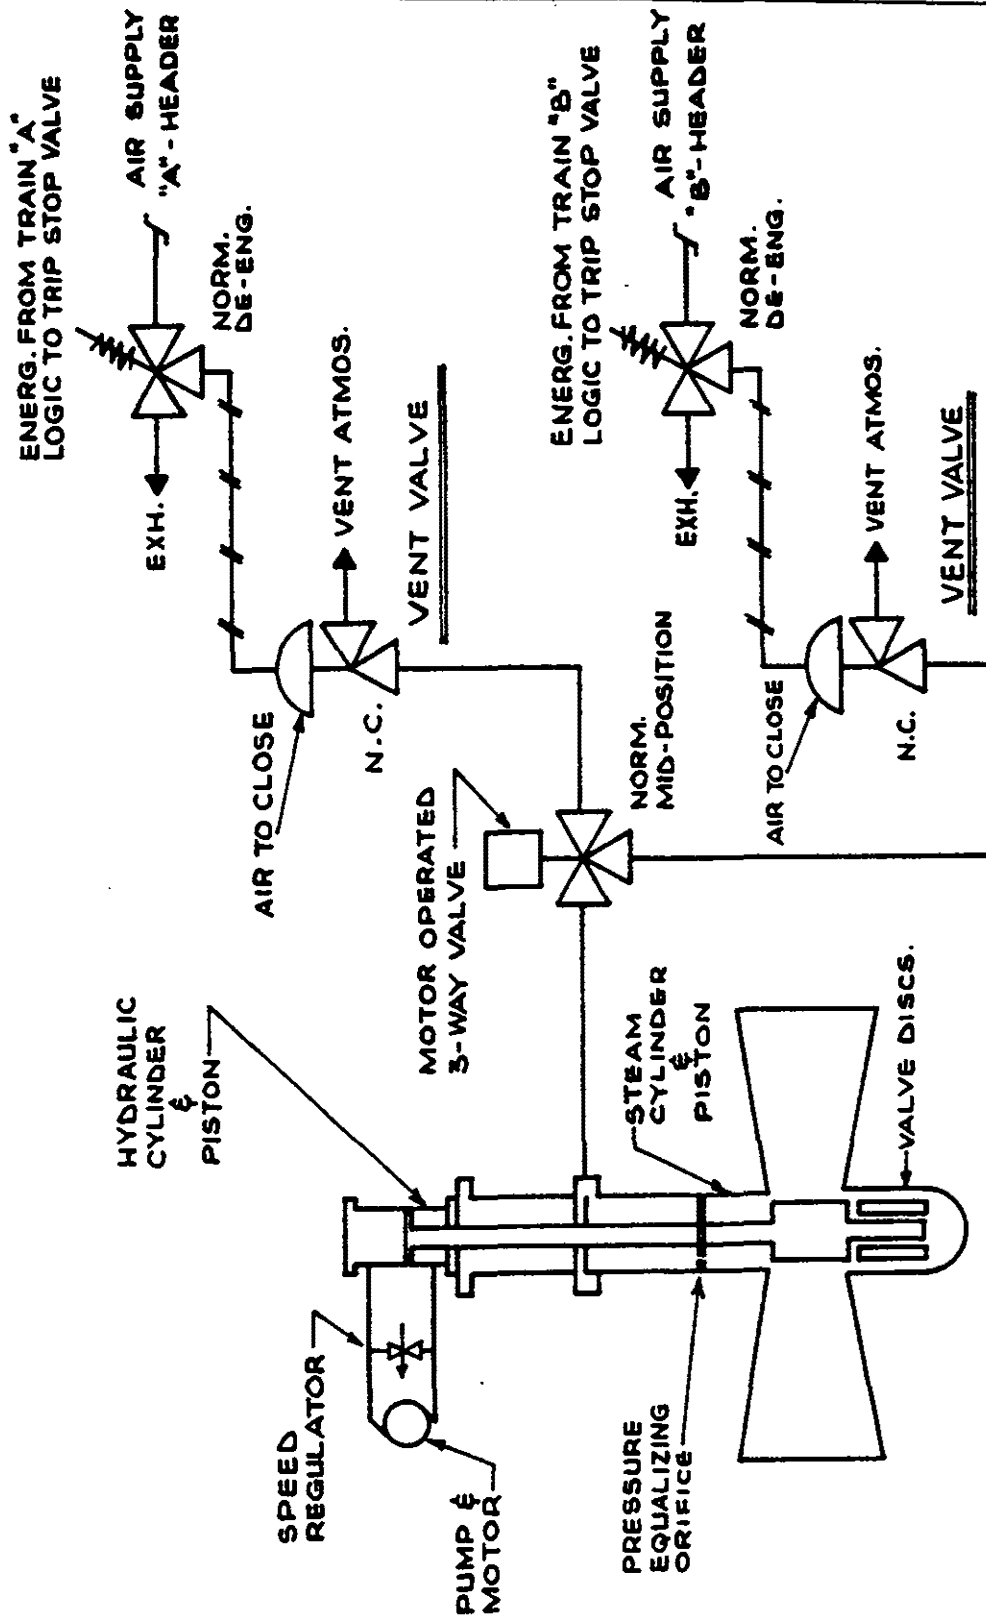 ENERG. FROM TRAIN "A"
LOGIC TO TRIP STOP VALVE
AIR SUPPLY
"A"-HEADER
NORM.
DE-ENG.
EXH.
VENT ATMOS.
VENT VALVE
AIR TO CLOSE
N.C.
ENERG. FROM TRAIN "B"
LOGIC TO TRIP STOP VALVE
AIR SUPPLY
"B"-HEADER
NORM.
DE-ENG.
EXH.
VENT ATMOS.
VENT VALVE
AIR TO CLOSE
N.C.
NORM.
MID-POSITION
MOTOR OPERATED
3-WAY VALVE
HYDRAULIC
CYLINDER
&
PISTON
STEAM
CYLINDER
&
PISTON
VALVE DISCS.
SPEED
REGULATOR
PUMP &
MOTOR
PRESSURE
EQUALIZING
ORIFICE